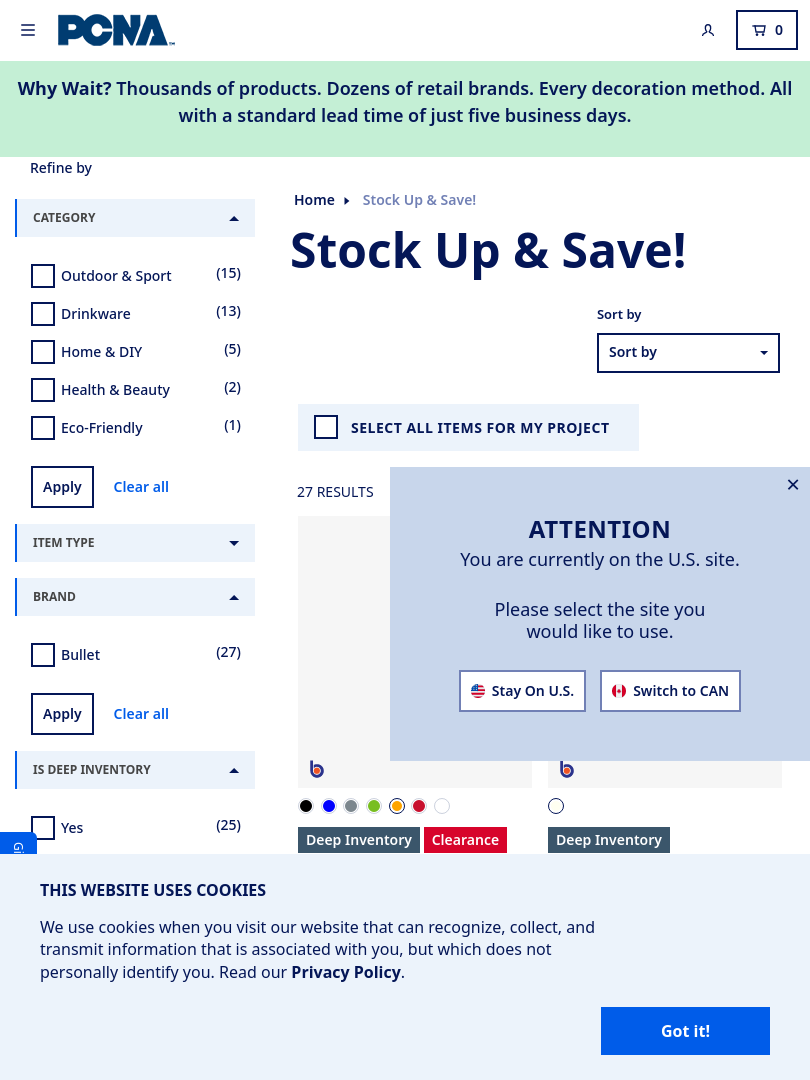 PCNA
0
Why Wait? Thousands of products. Dozens of retail brands. Every decoration method. All
with a standard lead time of just five business days.
Refine by
CATEGORY
Outdoor & Sport (15)
Drinkware (13)
Home & DIY (5)
Health & Beauty (2)
Eco-Friendly (1)
Apply Clear all
ITEM TYPE
BRAND
Bullet (27)
Apply Clear all
IS DEEP INVENTORY
Yes (25)
Home Stock Up & Save!
Stock Up & Save!
Sort by
Sort by
SELECT ALL ITEMS FOR MY PROJECT
27 RESULTS
ATTENTION
You are currently on the U.S. site.
Please select the site you
would like to use.
Stay On U.S. Switch to CAN
Deep Inventory Clearance
Deep Inventory
THIS WEBSITE USES COOKIES
We use cookies when you visit our website that can recognize, collect, and
transmit information that is associated with you, but which does not
personally identify you. Read our Privacy Policy.
Got it!